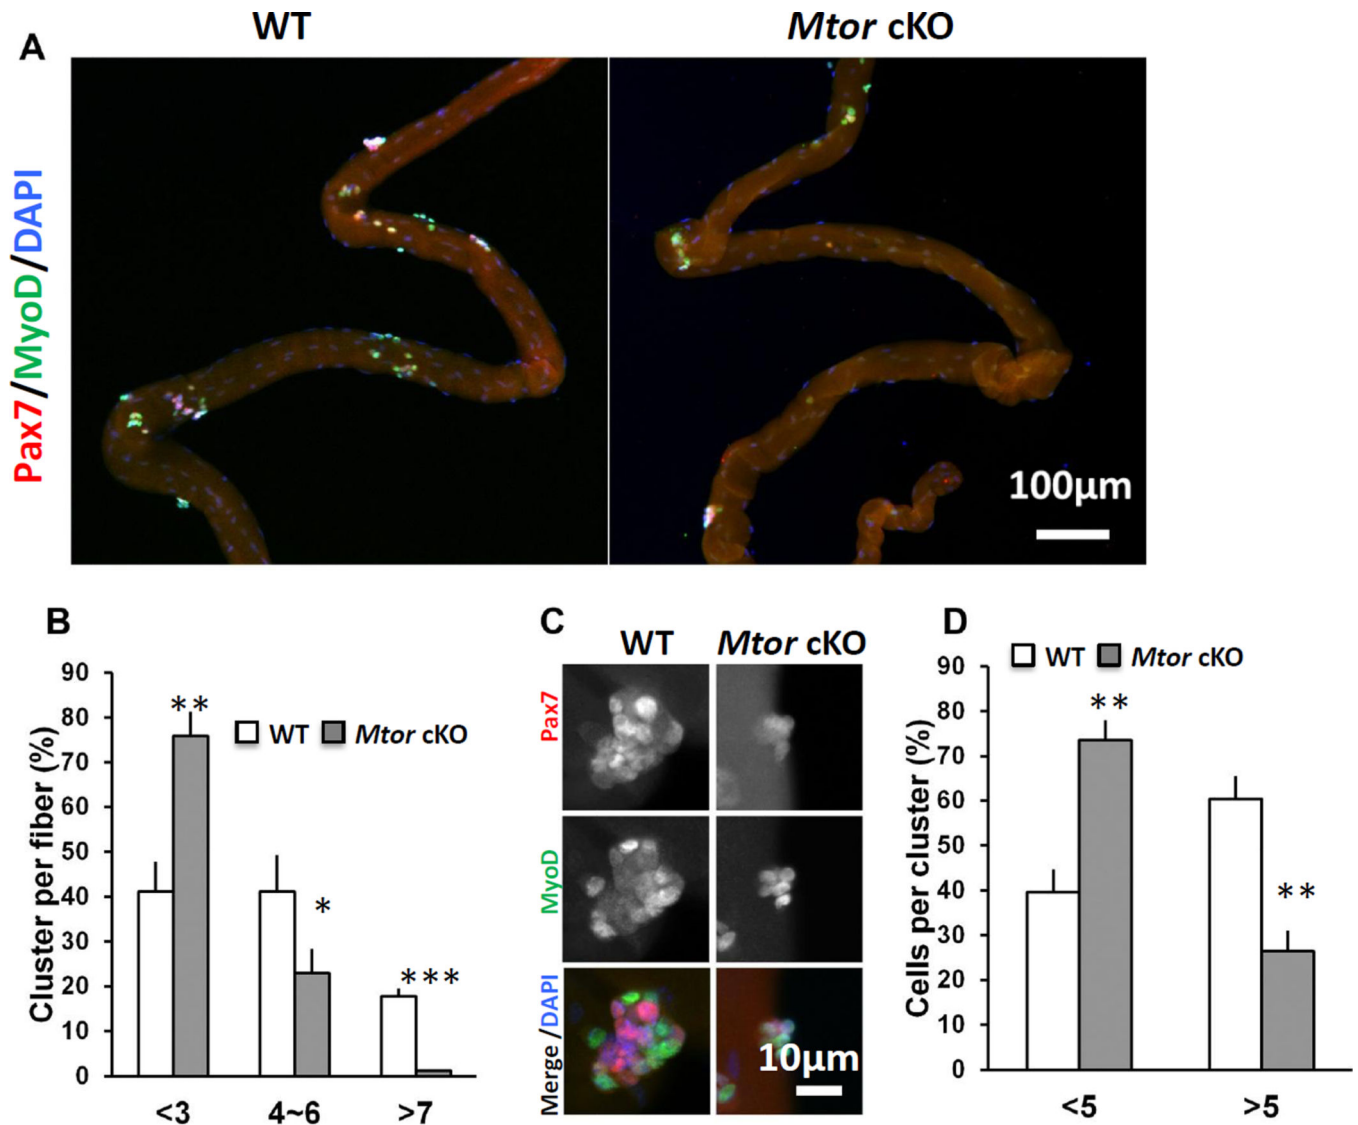 WT
Mtor cKO
A
Pax7/MyoD/DAPI
100μm
B
Cluster per fiber (%)
90
80
70
60
50
40
30
20
10
0
**
*
***
WT
Mtor cKO
<3
4~6
>7
C
WT
Mtor cKO
Pax7
MyoD
Merge /DAPI
10μm
D
WT
Mtor cKO
Cells per cluster (%)
90
80
70
60
50
40
30
20
10
0
**
**
<5
>5